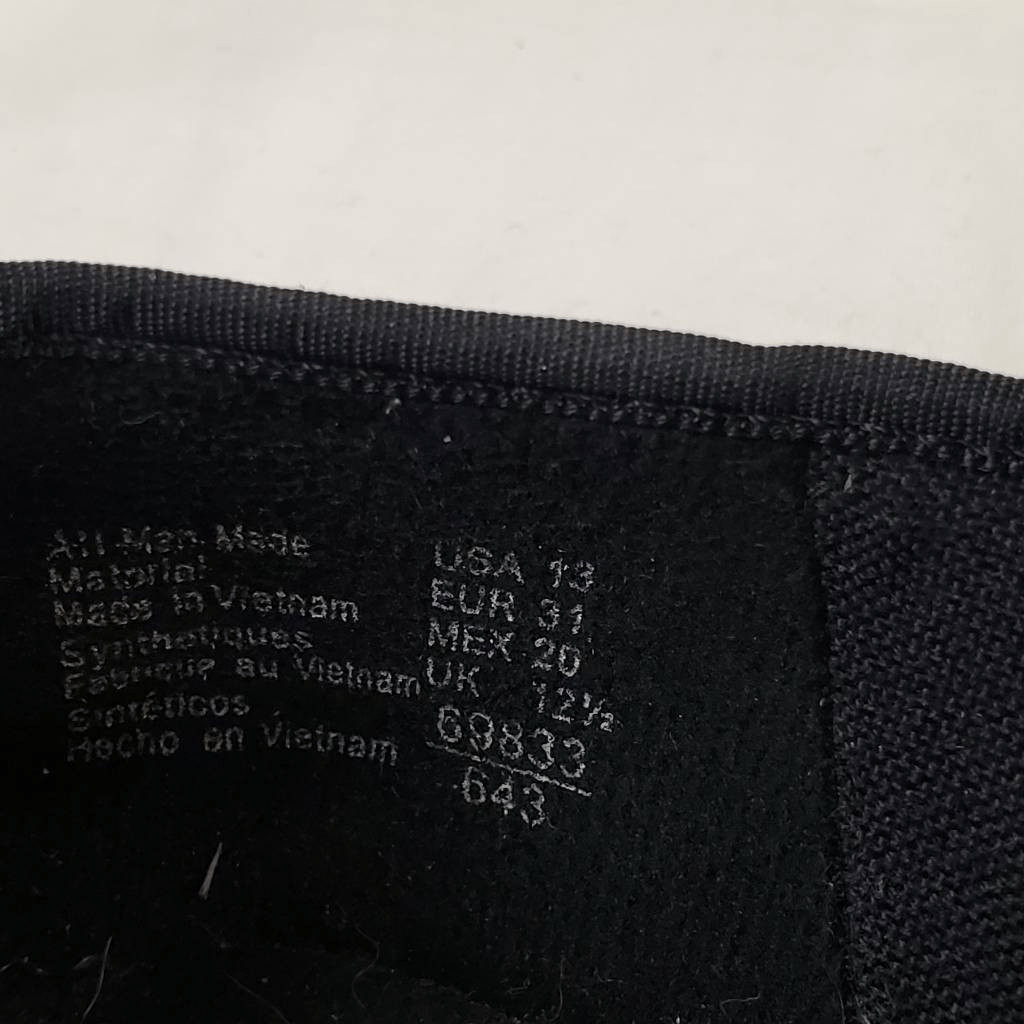 All Man Made
Material
Made in Vietnam
Synthetiques
Fabrique au Vietnam
Sintéticos
Hecho en Vietnam
USA 13
EUR 31
MEX 20
UK 12½
69833
643